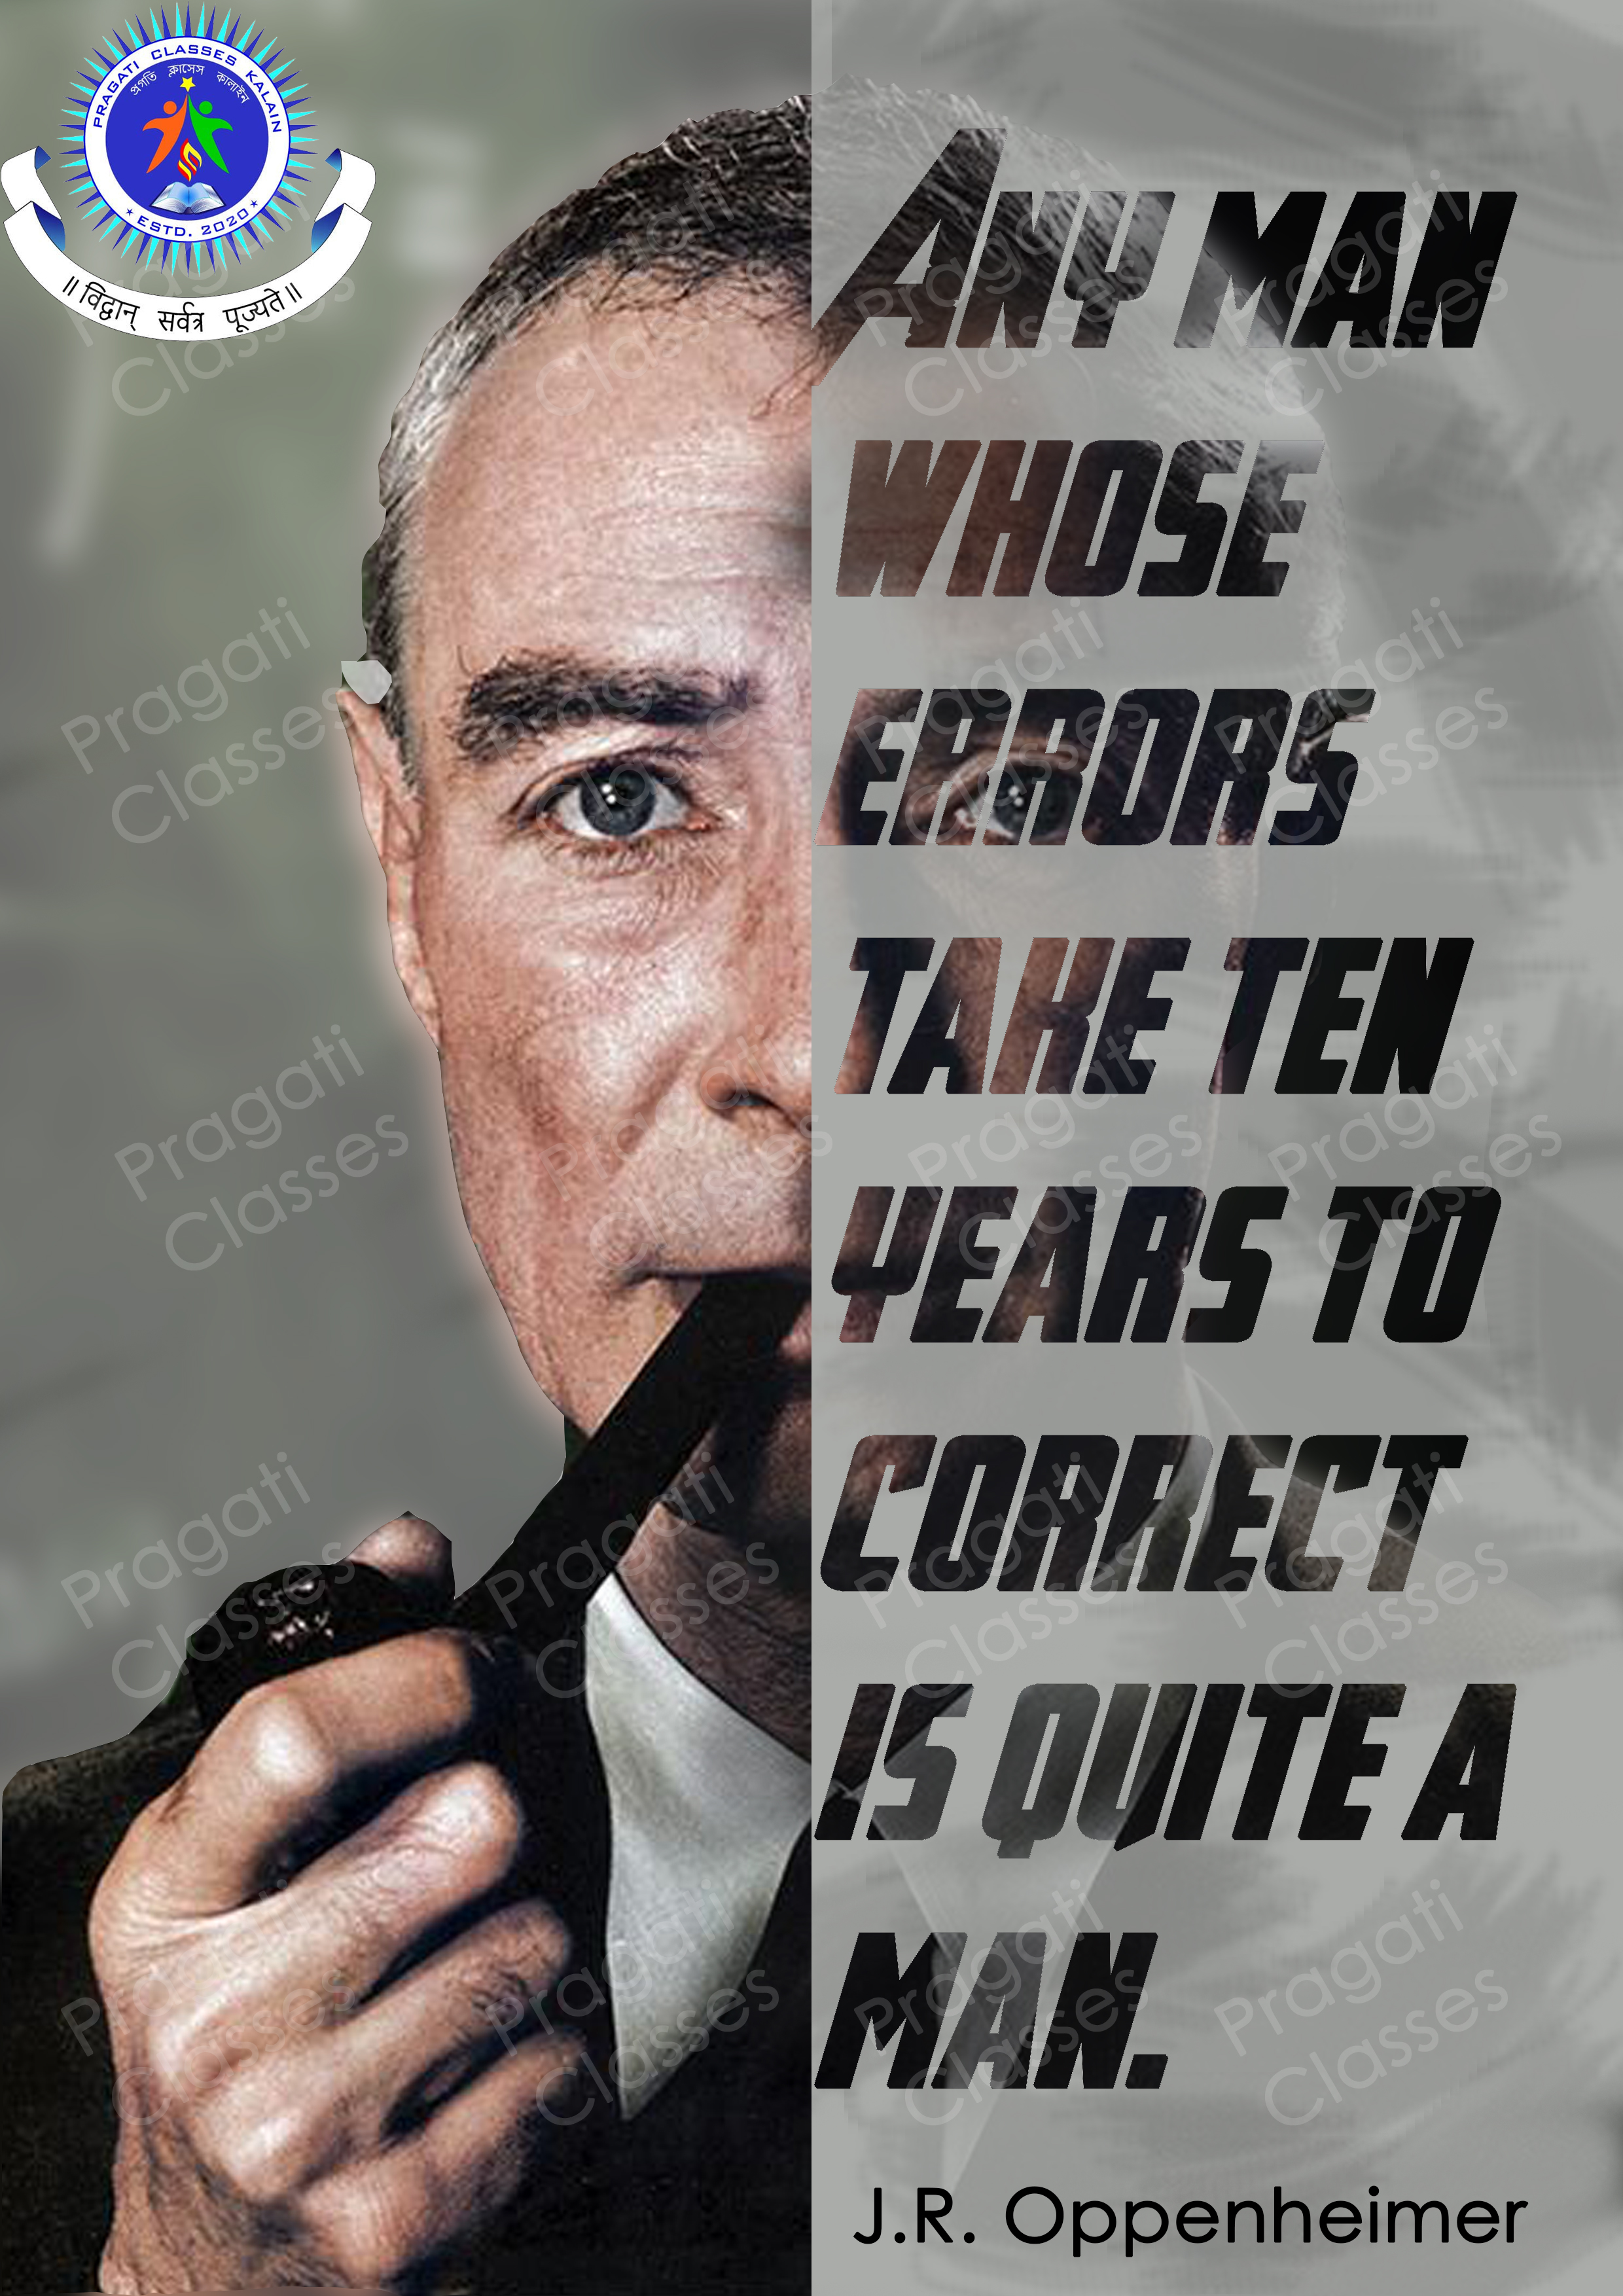 PRAGATI CLASSES KALAIN
প্রগতি ক্লাসেস কালাইন
★ ESTD. 2020 ★
॥ विद्वान् सर्वत्र पूज्यते ॥
ANY MAN
WHOSE
ERRORS
TAKE TEN
YEARS TO
CORRECT
IS QUITE A
MAN.
J.R. Oppenheimer
Pragati
Classes